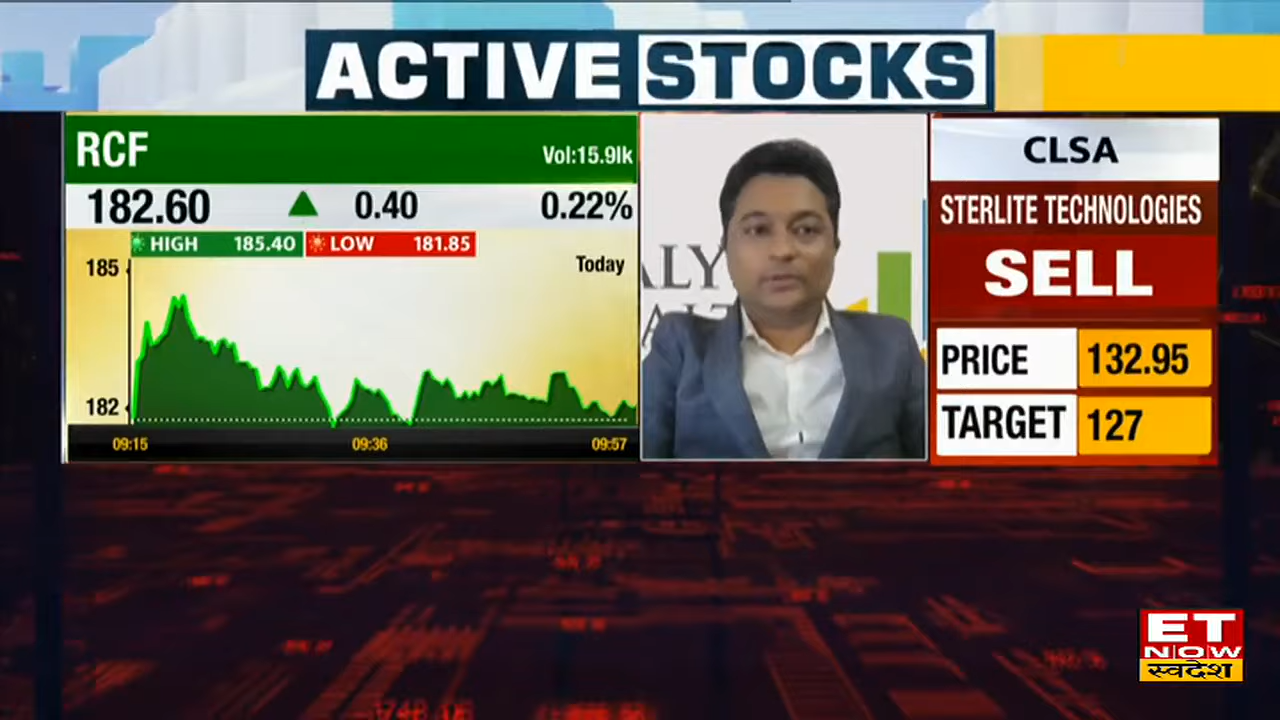 ACTIVE STOCKS
RCF
Vol:15.9lk
182.60 ▲ 0.40 0.22%
HIGH 185.40 LOW 181.85
185
Today
182
09:15 09:36 09:57
ALY
CLSA
STERLITE TECHNOLOGIES
SELL
PRICE 132.95
TARGET 127
ET
NOW
स्वदेश